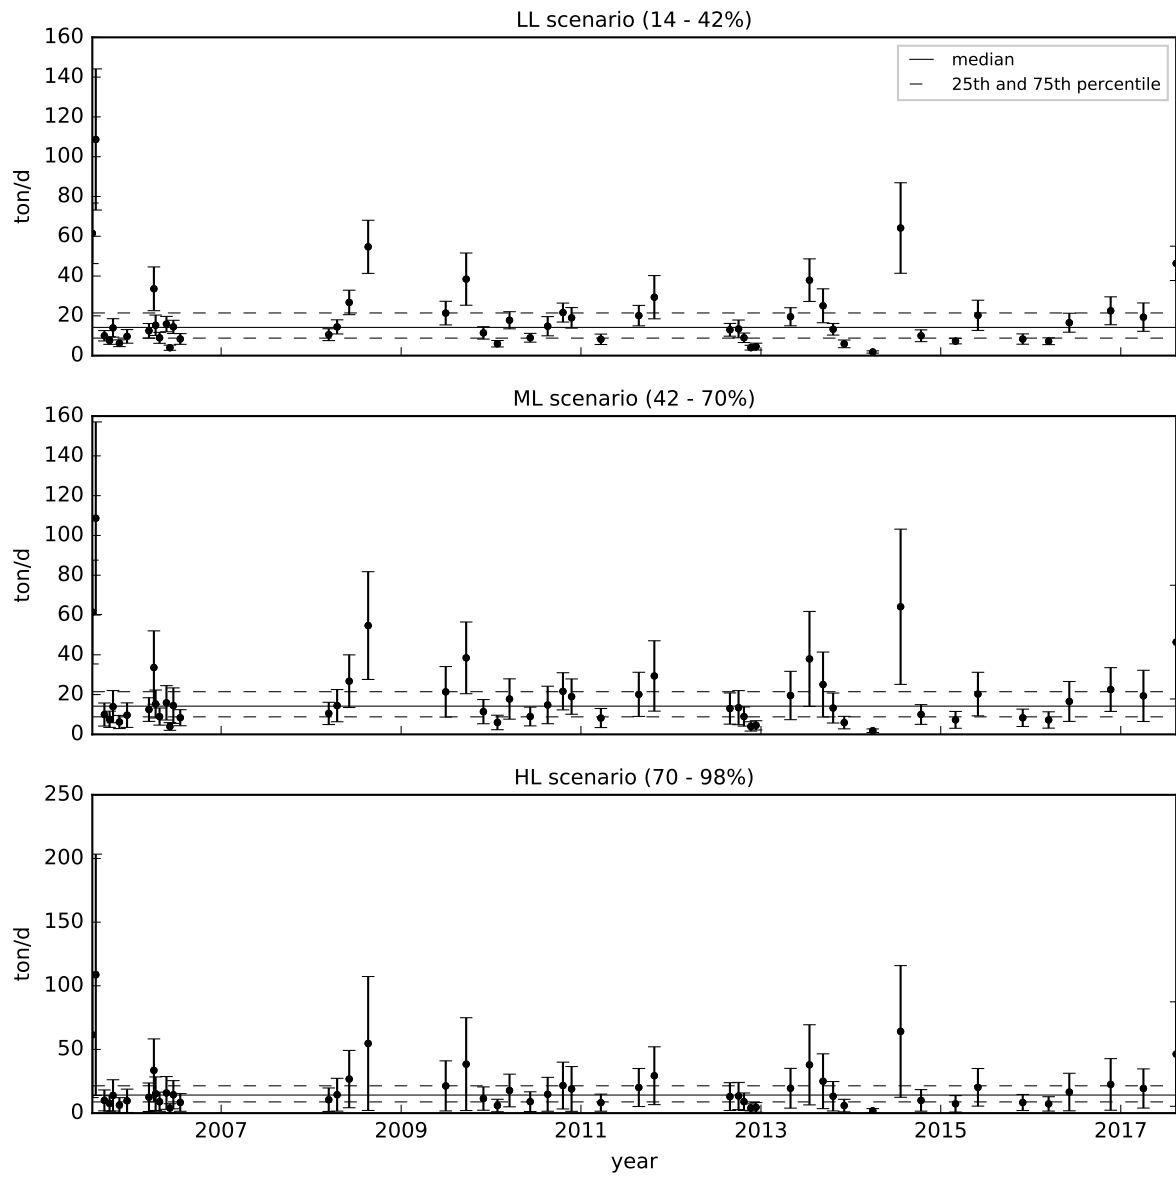 LL scenario (14 - 42%)
160
140
120
100
80
60
40
20
0
ton/d
median
25th and 75th percentile
ML scenario (42 - 70%)
160
140
120
100
80
60
40
20
0
ton/d
HL scenario (70 - 98%)
250
200
150
100
50
0
ton/d
2007 2009 2011 2013 2015 2017
year